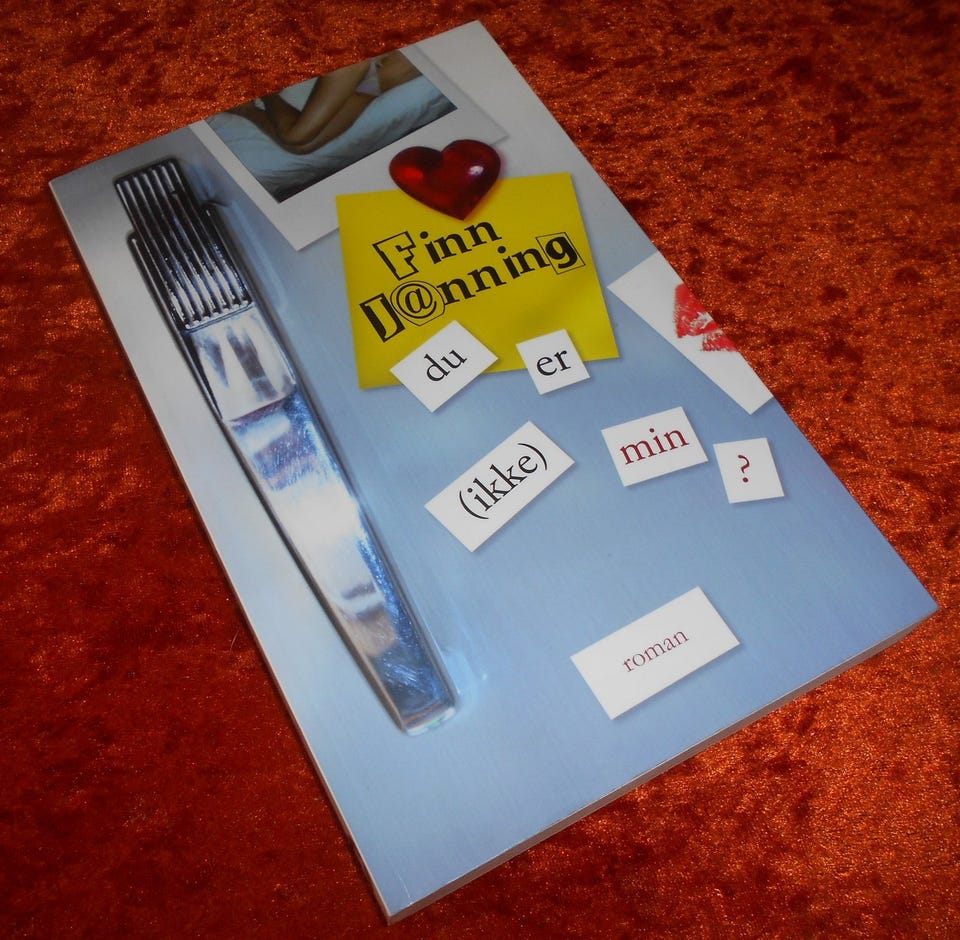 Finn
J@nning
du er
(ikke) min ?
roman